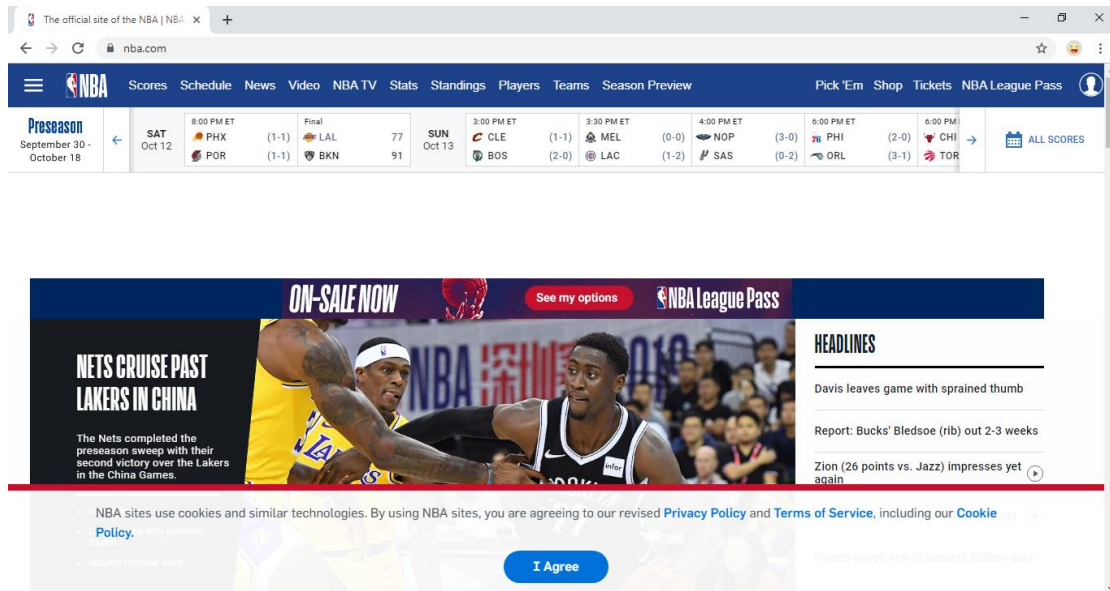 The official site of the NBA | NBA
nba.com
NBA Scores Schedule News Video NBA TV Stats Standings Players Teams Season Preview Pick 'Em Shop Tickets NBA League Pass
Preseason
September 30 -
October 18
SAT
Oct 12
8:00 PM ET
PHX (1-1)
POR (1-1)
Final
LAL 77
BKN 91
SUN
Oct 13
3:00 PM ET
CLE (1-1)
BOS (2-0)
3:30 PM ET
MEL (0-0)
LAC (1-2)
4:00 PM ET
NOP (3-0)
SAS (0-2)
6:00 PM ET
76 PHI (2-0)
ORL (3-1)
6:00 PM
CHI
TOR
ALL SCORES
ON-SALE NOW
See my options
NBA League Pass
NETS CRUISE PAST
LAKERS IN CHINA
The Nets completed the
preseason sweep with their
second victory over the Lakers
in the China Games.
NBA 深圳
infor
HEADLINES
Davis leaves game with sprained thumb
Report: Bucks' Bledsoe (rib) out 2-3 weeks
Zion (26 points vs. Jazz) impresses yet
again
NBA sites use cookies and similar technologies. By using NBA sites, you are agreeing to our revised Privacy Policy and Terms of Service, including our Cookie
Policy.
I Agree